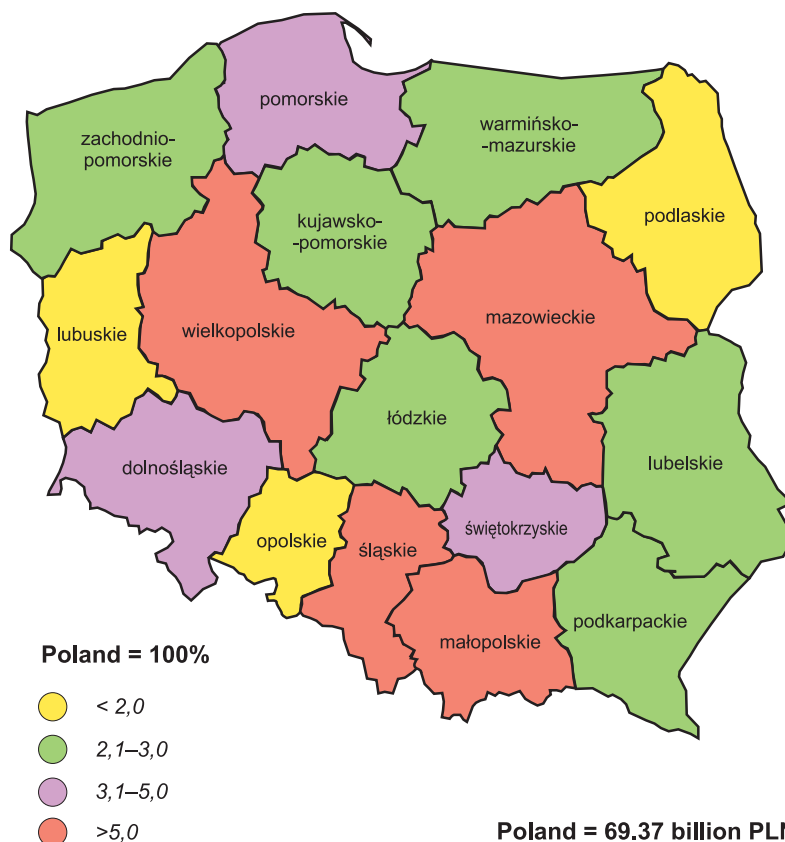 pomorskie
zachodnio-
pomorskie
warmińsko-
-mazurskie
podlaskie
kujawsko-
-pomorskie
lubuskie
wielkopolskie
mazowieckie
łódzkie
dolnośląskie
lubelskie
opolskie
śląskie
świętokrzyskie
małopolskie
podkarpackie
Poland = 100%
< 2,0
2,1–3,0
3,1–5,0
>5,0
Poland = 69.37 billion PLN